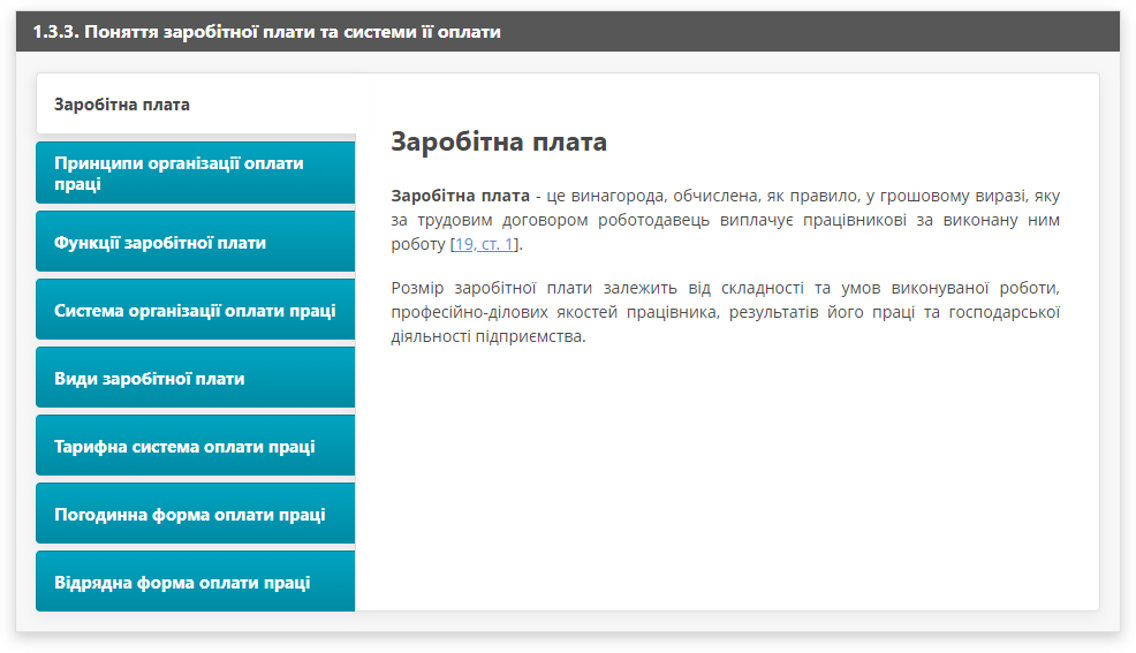 1.3.3. Поняття заробітної плати та системи її оплати
Заробітна плата
Принципи організації оплати
праці
Функції заробітної плати
Система організації оплати праці
Види заробітної плати
Тарифна система оплати праці
Погодинна форма оплати праці
Відрядна форма оплати праці
Заробітна плата
Заробітна плата - це винагорода, обчислена, як правило, у грошовому виразі, яку
за трудовим договором роботодавець виплачує працівникові за виконану ним
роботу [19, ст. 1].
Розмір заробітної плати залежить від складності та умов виконуваної роботи,
професійно-ділових якостей працівника, результатів його праці та господарської
діяльності підприємства.